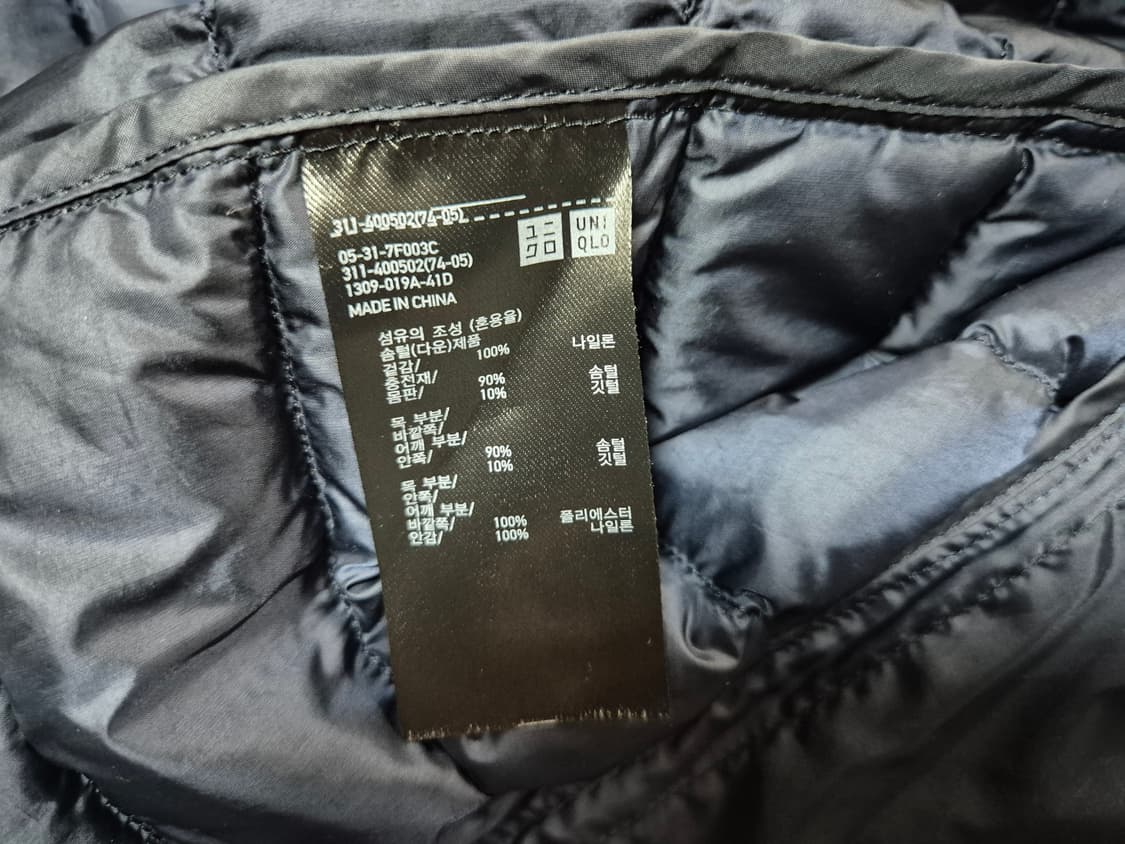 311-400502(74-05)
ユニ
クロ
UNI
QLO
05-31-7F003C
311-400502(74-05)
1309-019A-41D
MADE IN CHINA
섬유의 조성 (혼용율)
솜털(다운)제품
겉감/ 100% 나일론
충전재/ 90% 솜털
몸판/ 10% 깃털
목 부분/
바깥쪽/
어깨 부분/ 90% 솜털
안쪽/ 10% 깃털
목 부분/
안쪽/
어깨 부분/
바깥쪽/ 100% 폴리에스터
안감/ 100% 나일론